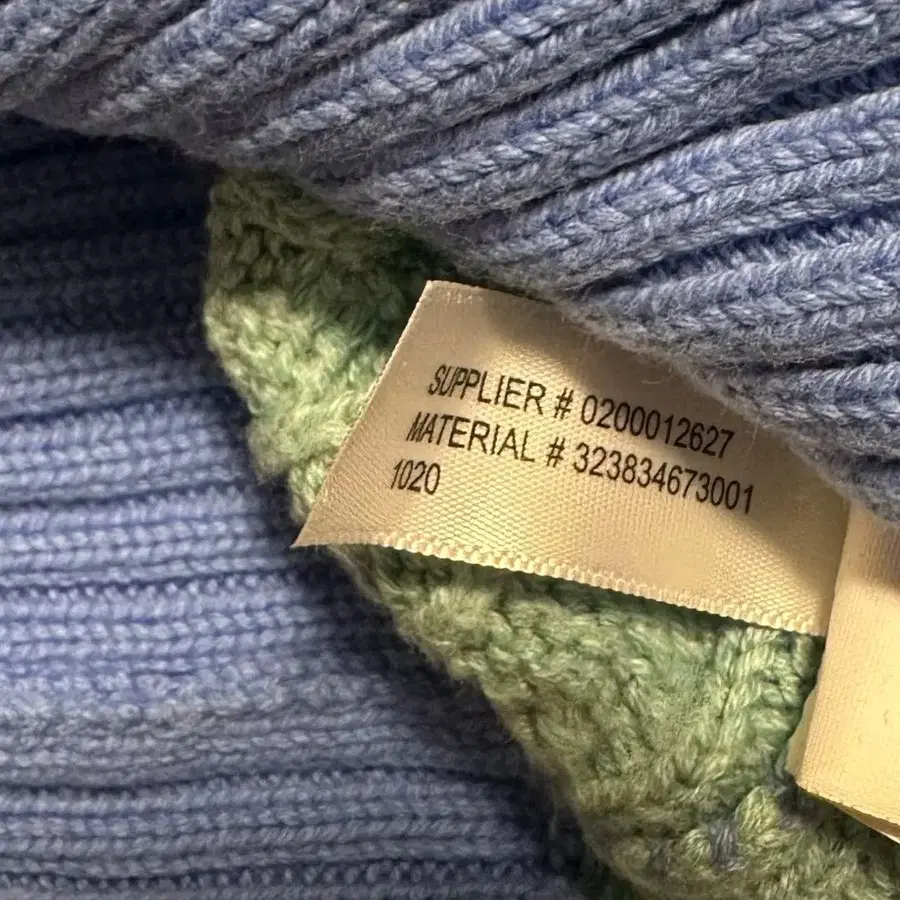 SUPPLIER # 0200012627
MATERIAL # 323834673001
1020